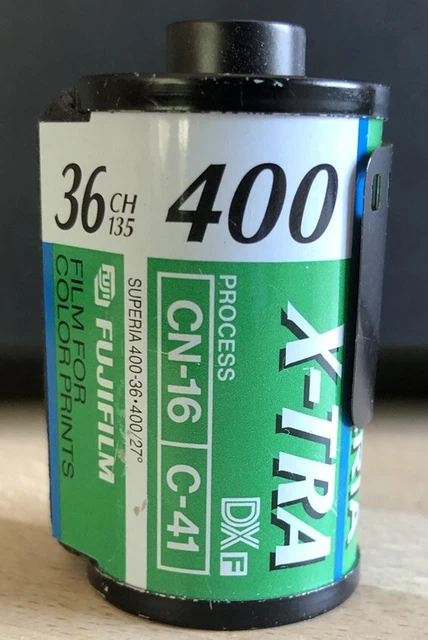 36 CH
135
400
X-TRA
PROCESS
CN-16 C-41
DX F
SUPERIA 400-36•400/27°
FUJI FUJIFILM
FILM FOR
COLOR PRINTS